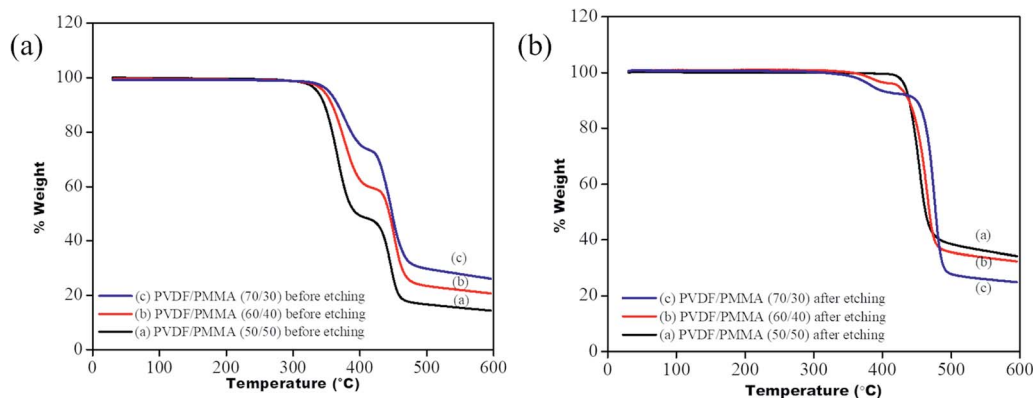 (a)
120
100
80
60
40
20
0
% Weight
(c)
(b)
(a)
(c) PVDF/PMMA (70/30) before etching
(b) PVDF/PMMA (60/40) before etching
(a) PVDF/PMMA (50/50) before etching
0 100 200 300 400 500 600
Temperature (°C)
(b)
120
100
80
60
40
20
0
% Weight
(a)
(b)
(c)
(c) PVDF/PMMA (70/30) after etching
(b) PVDF/PMMA (60/40) after etching
(a) PVDF/PMMA (50/50) after etching
0 100 200 300 400 500 600
Temperature (°C)